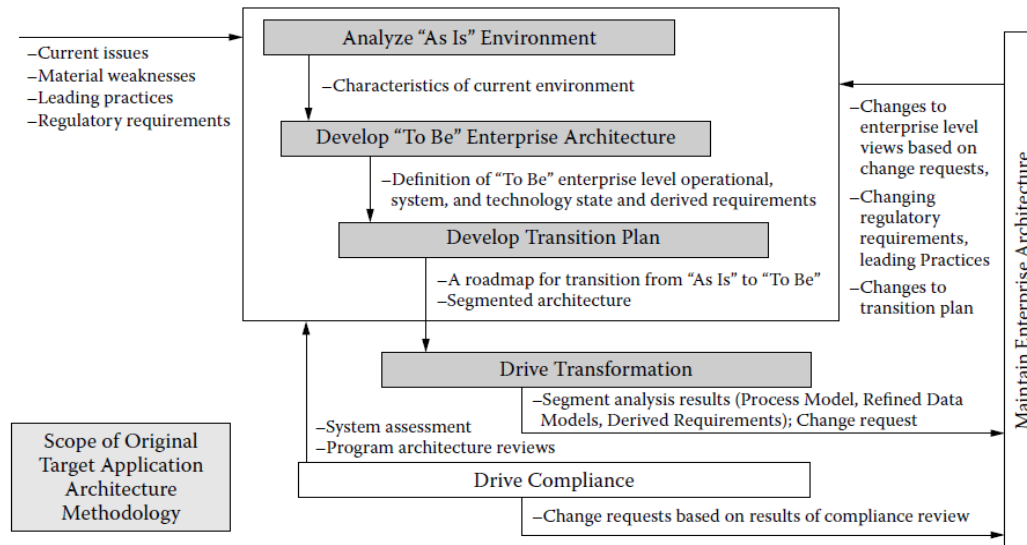 Analyze “As Is” Environment
–Current issues
–Material weaknesses
–Leading practices
–Regulatory requirements
–Characteristics of current environment
Develop “To Be” Enterprise Architecture
–Definition of “To Be” enterprise level operational,
system, and technology state and derived requirements
Develop Transition Plan
–A roadmap for transition from “As Is” to “To Be”
–Segmented architecture
–Changes to
enterprise level
views based on
change requests,
–Changing
regulatory
requirements,
leading Practices
–Changes to
transition plan
Maintain Enterprise Architecture
Drive Transformation
–Segment analysis results (Process Model, Refined Data
Models, Derived Requirements); Change request
–System assessment
–Program architecture reviews
Drive Compliance
–Change requests based on results of compliance review
Scope of Original
Target Application
Architecture
Methodology